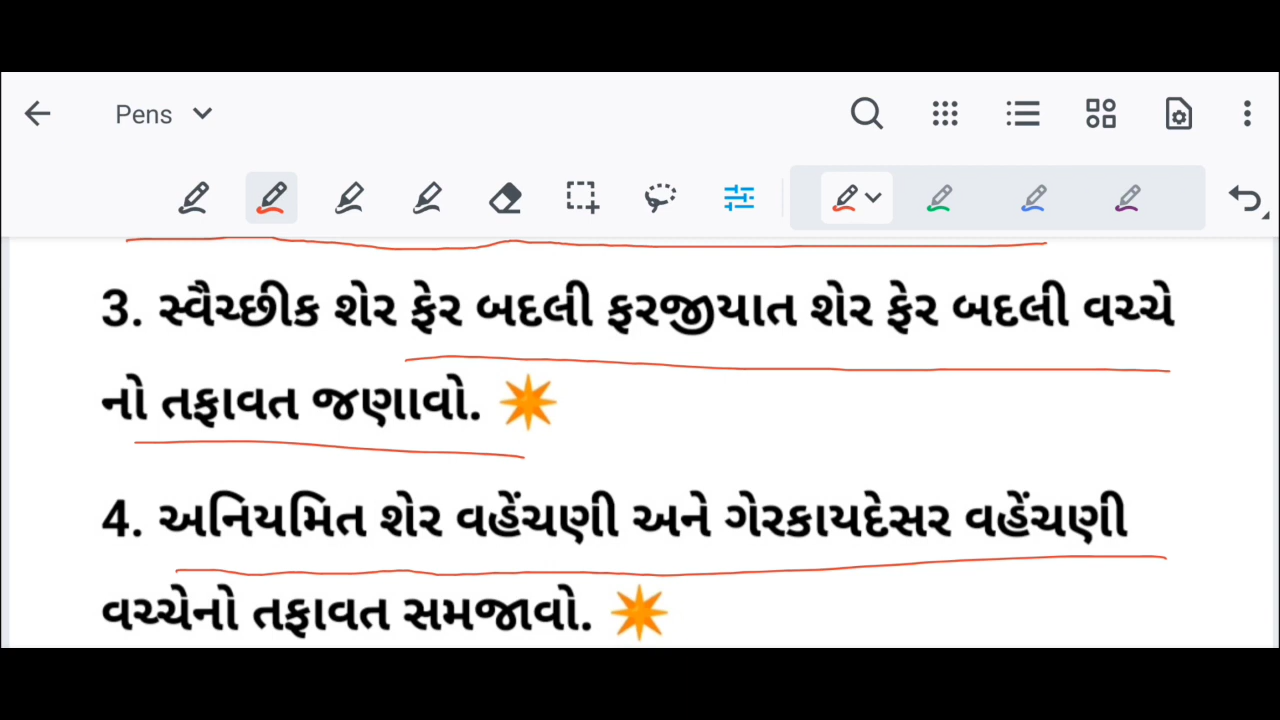 Pens
3. સ્વૈચ્છીક શેર ફેર બદલી ફરજીયાત શેર ફેર બદલી વચ્ચે
નો તફાવત જણાવો.
4. અનિયમિત શેર વહેંચણી અને ગેરકાયદેસર વહેંચણી
વચ્ચેનો તફાવત સમજાવો.